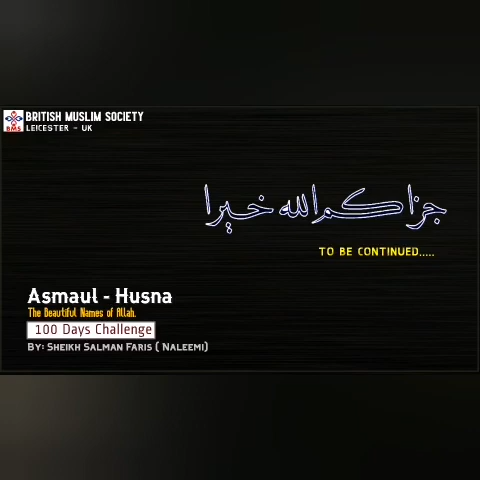 BRITISH MUSLIM SOCIETY
LEICESTER - UK
BMS
جزاكم الله خيرا
TO BE CONTINUED.....
Asmaul - Husna
The Beautiful Names of Allah.
100 Days Challenge
By: Sheikh Salman Faris ( Naleemi)